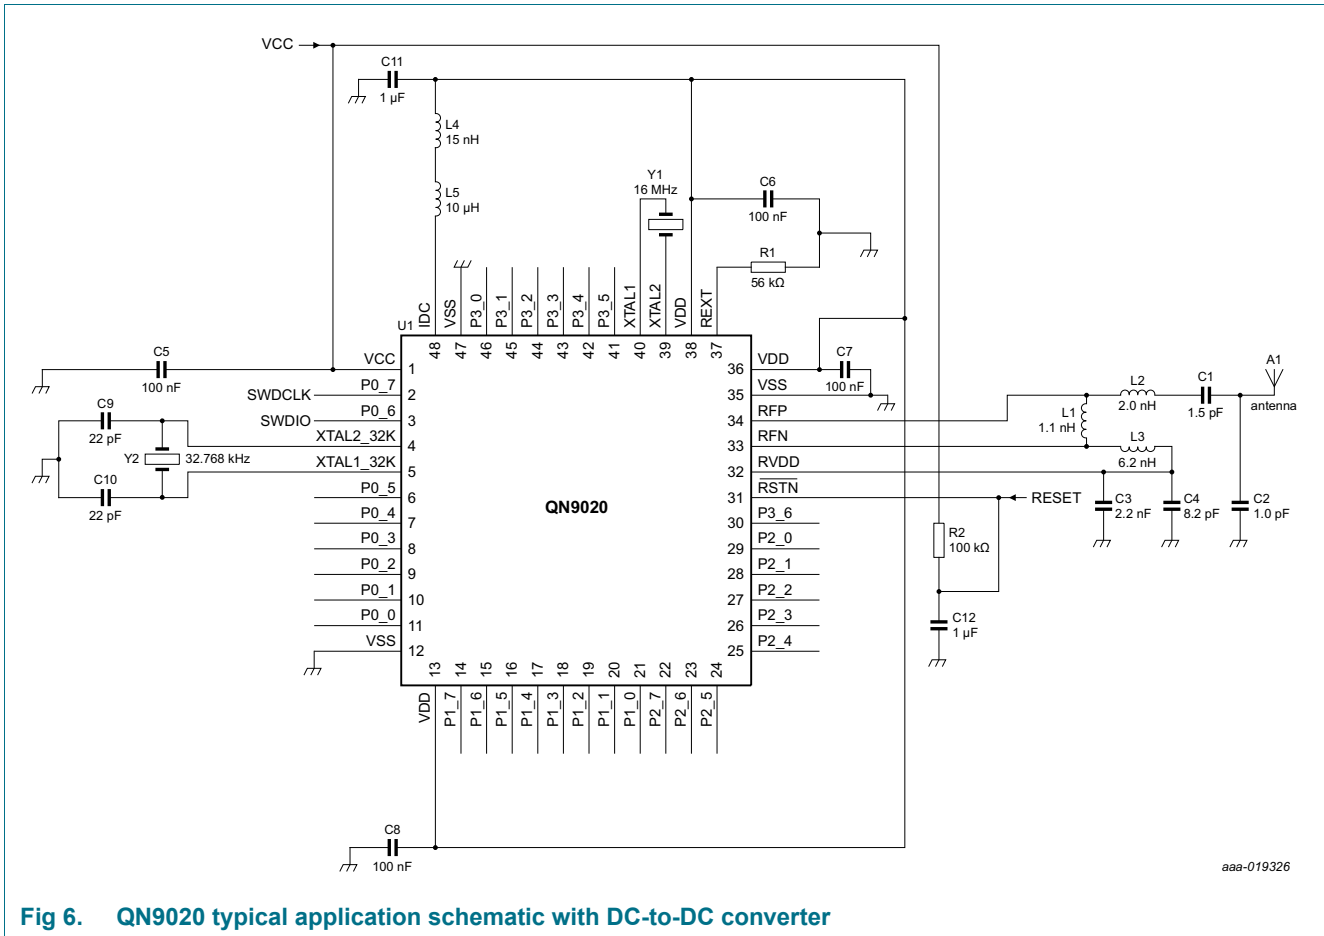 VCC
C11
1 µF
L4
15 nH
L5
10 µH
Y1
16 MHz
C6
100 nF
R1
56 kΩ
U1
IDC
VSS
P3_0
P3_1
P3_2
P3_3
P3_4
P3_5
XTAL1
XTAL2
VDD
REXT
48
47
46
45
44
43
42
41
40
39
38
37
C5
100 nF
VCC
1
SWDCLK
P0_7
2
SWDIO
P0_6
3
C9
22 pF
XTAL2_32K
4
Y2
32.768 kHz
XTAL1_32K
5
C10
22 pF
P0_5
6
P0_4
7
P0_3
8
P0_2
9
P0_1
10
P0_0
11
VSS
12
QN9020
36
VDD
C7
100 nF
35
VSS
34
RFP
33
RFN
32
RVDD
31
RSTN
RESET
30
P3_6
29
P2_0
28
P2_1
27
P2_2
26
P2_3
25
P2_4
L1
1.1 nH
L2
2.0 nH
C1
1.5 pF
A1
antenna
L3
6.2 nH
C3
2.2 nF
C4
8.2 pF
C2
1.0 pF
R2
100 kΩ
C12
1 µF
13
14
15
16
17
18
19
20
21
22
23
24
VDD
P1_7
P1_6
P1_5
P1_4
P1_3
P1_2
P1_1
P1_0
P2_7
P2_6
P2_5
C8
100 nF
aaa-019326
Fig 6. QN9020 typical application schematic with DC-to-DC converter